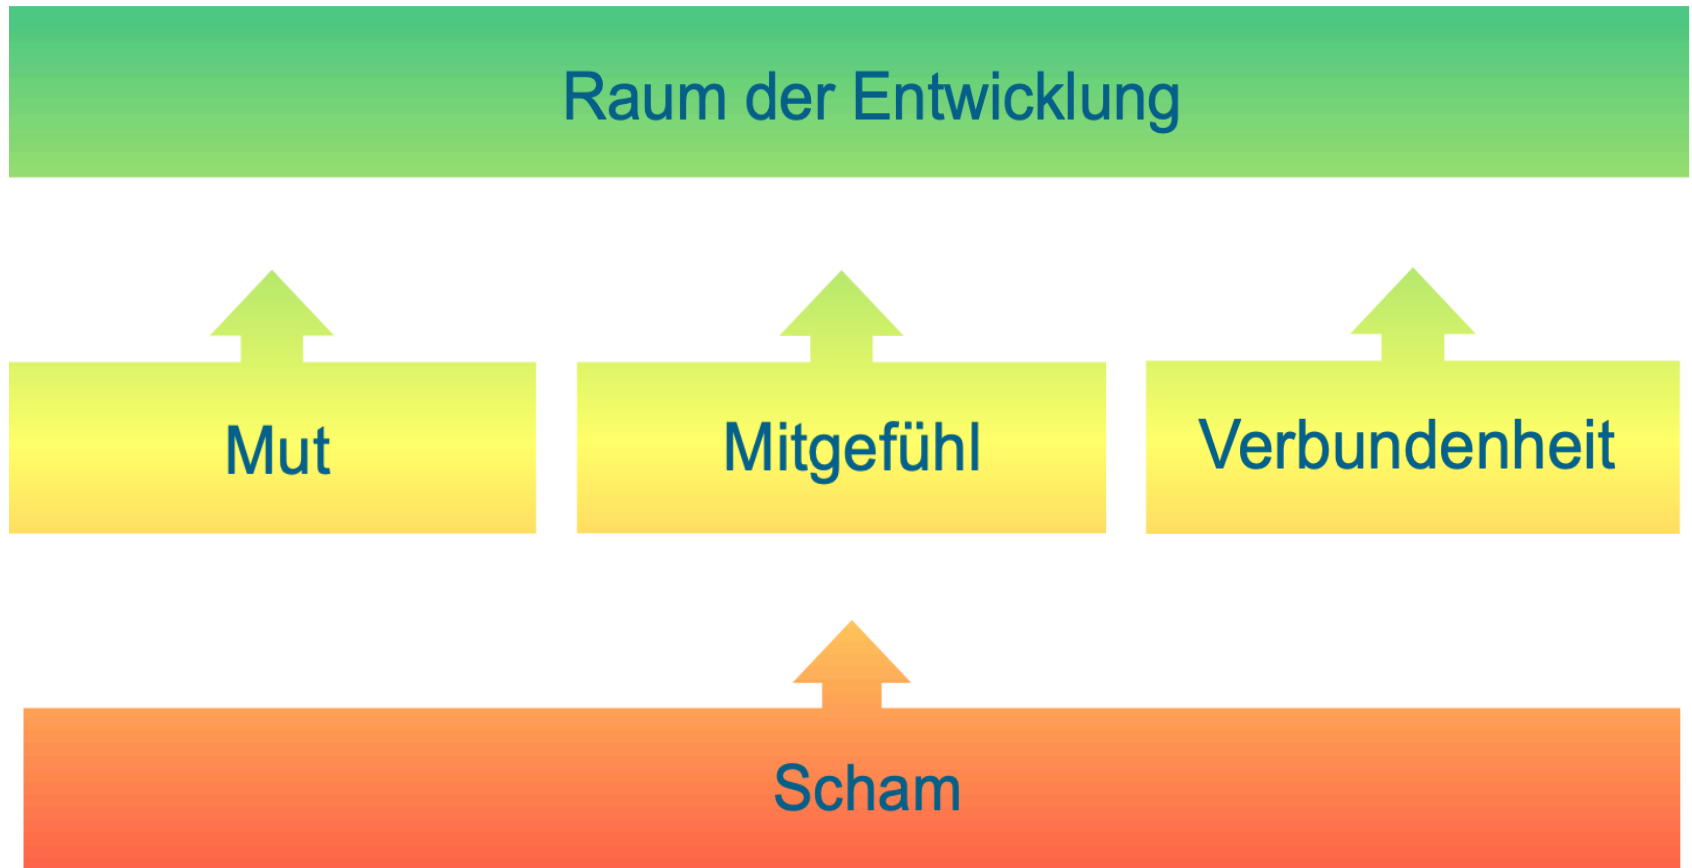 Raum der Entwicklung
Mut
Mitgefühl
Verbundenheit
Scham